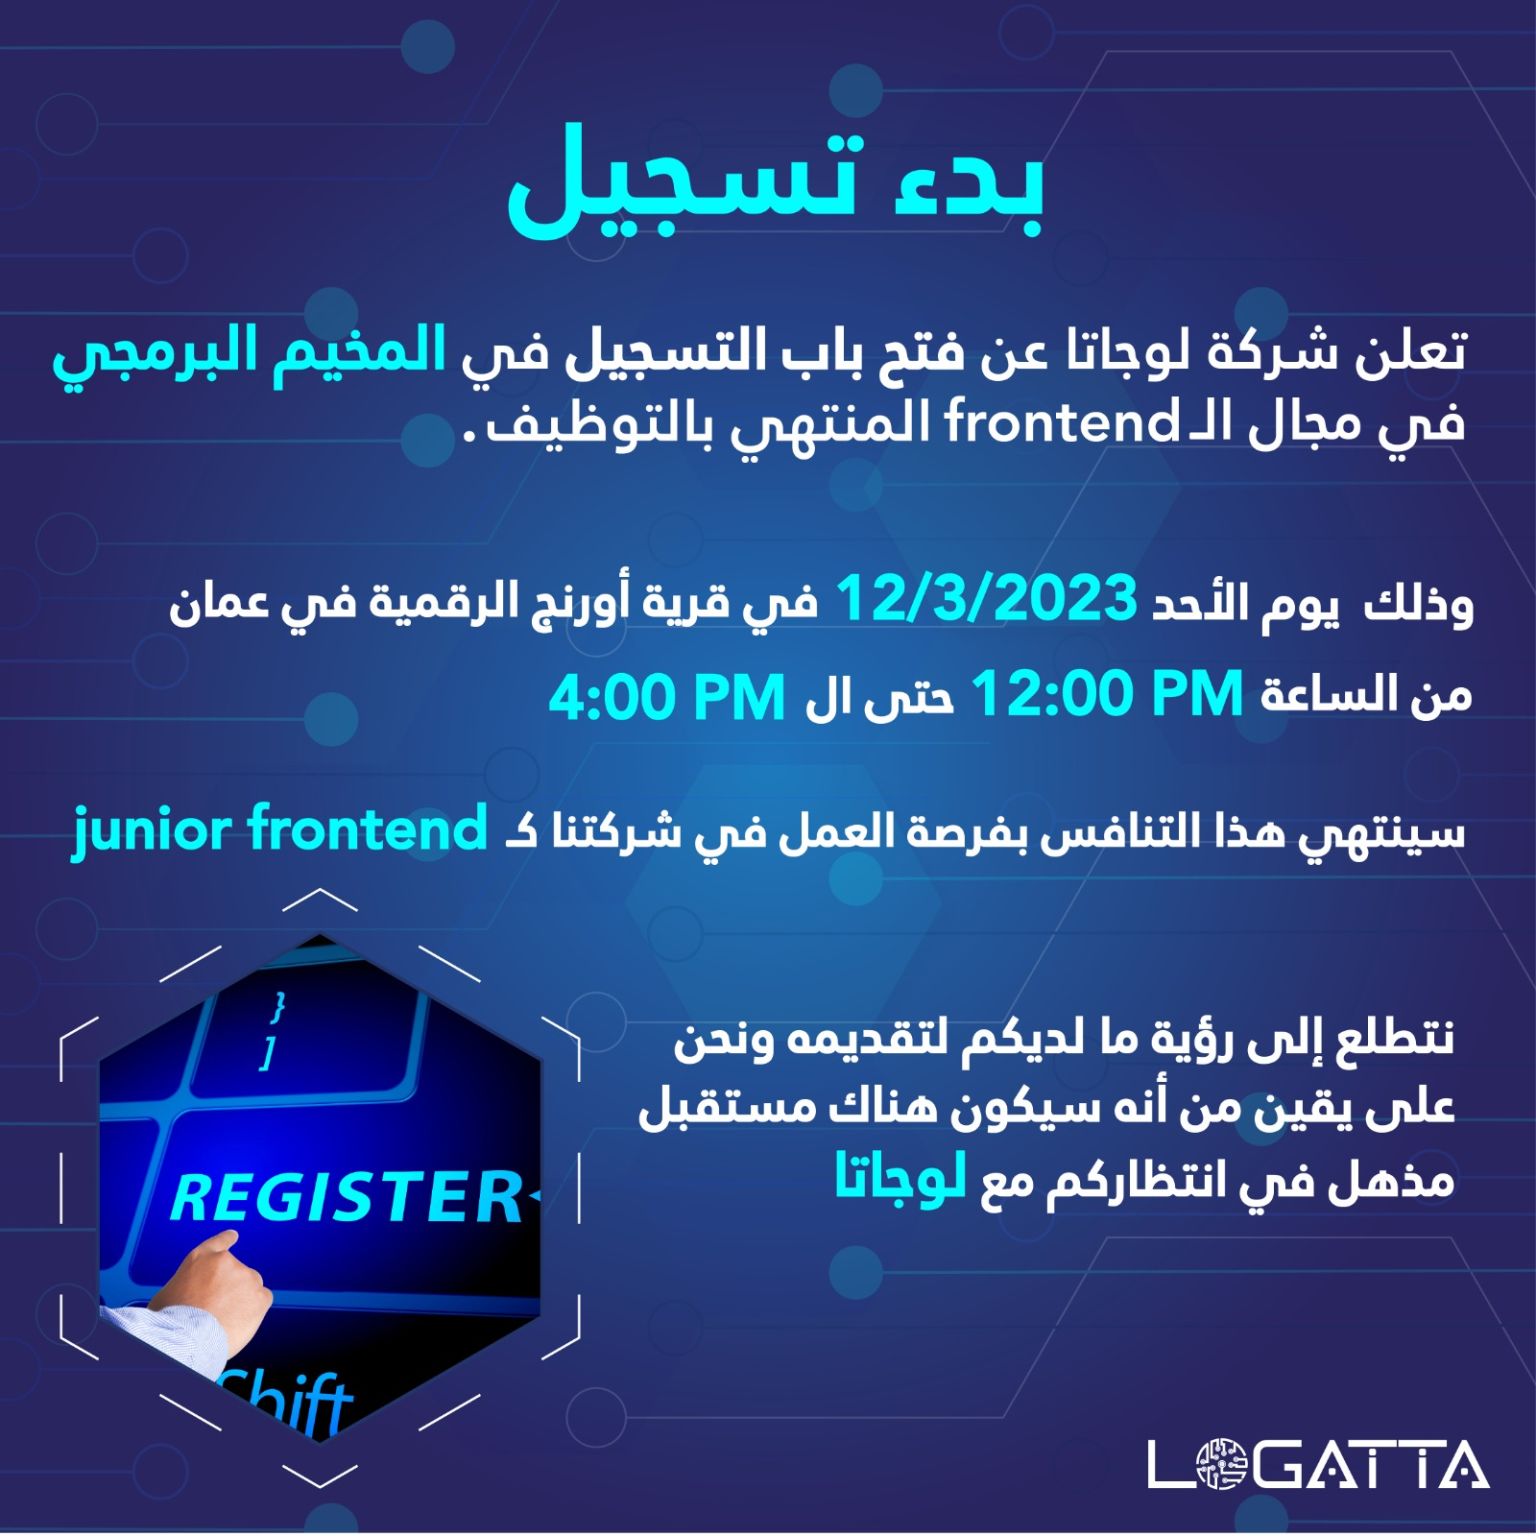 بدء تسجيل
تعلن شركة لوجاتا عن فتح باب التسجيل في المخيم البرمجي
في مجال الـ frontend المنتهي بالتوظيف.
وذلك يوم الأحد 12/3/2023 في قرية أورنج الرقمية في عمان
من الساعة 12:00 PM حتى ال 4:00 PM
سينتهي هذا التنافس بفرصة العمل في شركتنا كـ junior frontend
نتطلع إلى رؤية ما لديكم لتقديمه ونحن
على يقين من أنه سيكون هناك مستقبل
مذهل في انتظاركم مع لوجاتا
}
]
REGISTER
Shift
LOGATTA